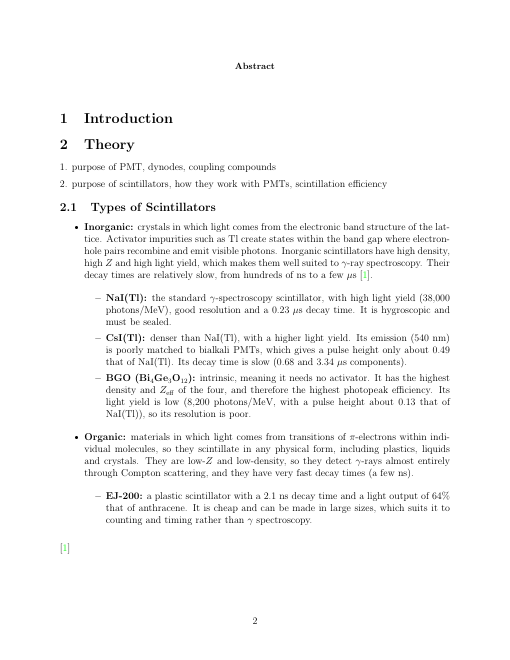 Abstract
1 Introduction
2 Theory
1. purpose of PMT, dynodes, coupling compounds
2. purpose of scintillators, how they work with PMTs, scintillation efficiency
2.1 Types of Scintillators
• Inorganic: crystals in which light comes from the electronic band structure of the lat-
tice. Activator impurities such as Tl create states within the band gap where electron-
hole pairs recombine and emit visible photons. Inorganic scintillators have high density,
high Z and high light yield, which makes them well suited to γ-ray spectroscopy. Their
decay times are relatively slow, from hundreds of ns to a few μs [1].
– NaI(Tl): the standard γ-spectroscopy scintillator, with high light yield (38,000
photons/MeV), good resolution and a 0.23 μs decay time. It is hygroscopic and
must be sealed.
– CsI(Tl): denser than NaI(Tl), with a higher light yield. Its emission (540 nm)
is poorly matched to bialkali PMTs, which gives a pulse height only about 0.49
that of NaI(Tl). Its decay time is slow (0.68 and 3.34 μs components).
– BGO (Bi₄Ge₃O₁₂): intrinsic, meaning it needs no activator. It has the highest
density and Z_eff of the four, and therefore the highest photopeak efficiency. Its
light yield is low (8,200 photons/MeV, with a pulse height about 0.13 that of
NaI(Tl)), so its resolution is poor.
• Organic: materials in which light comes from transitions of π-electrons within indi-
vidual molecules, so they scintillate in any physical form, including plastics, liquids
and crystals. They are low-Z and low-density, so they detect γ-rays almost entirely
through Compton scattering, and they have very fast decay times (a few ns).
– EJ-200: a plastic scintillator with a 2.1 ns decay time and a light output of 64%
that of anthracene. It is cheap and can be made in large sizes, which suits it to
counting and timing rather than γ spectroscopy.
[1]
2